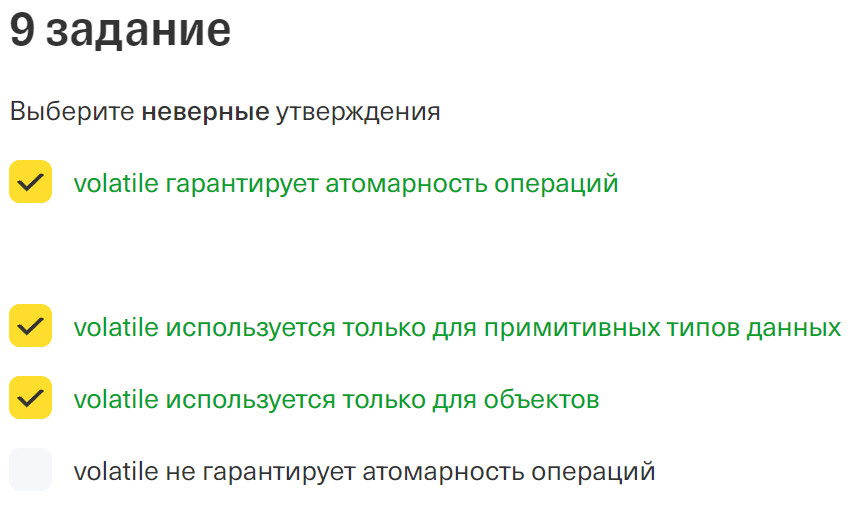 9 задание
Выберите неверные утверждения
volatile гарантирует атомарность операций
volatile используется только для примитивных типов данных
volatile используется только для объектов
volatile не гарантирует атомарность операций